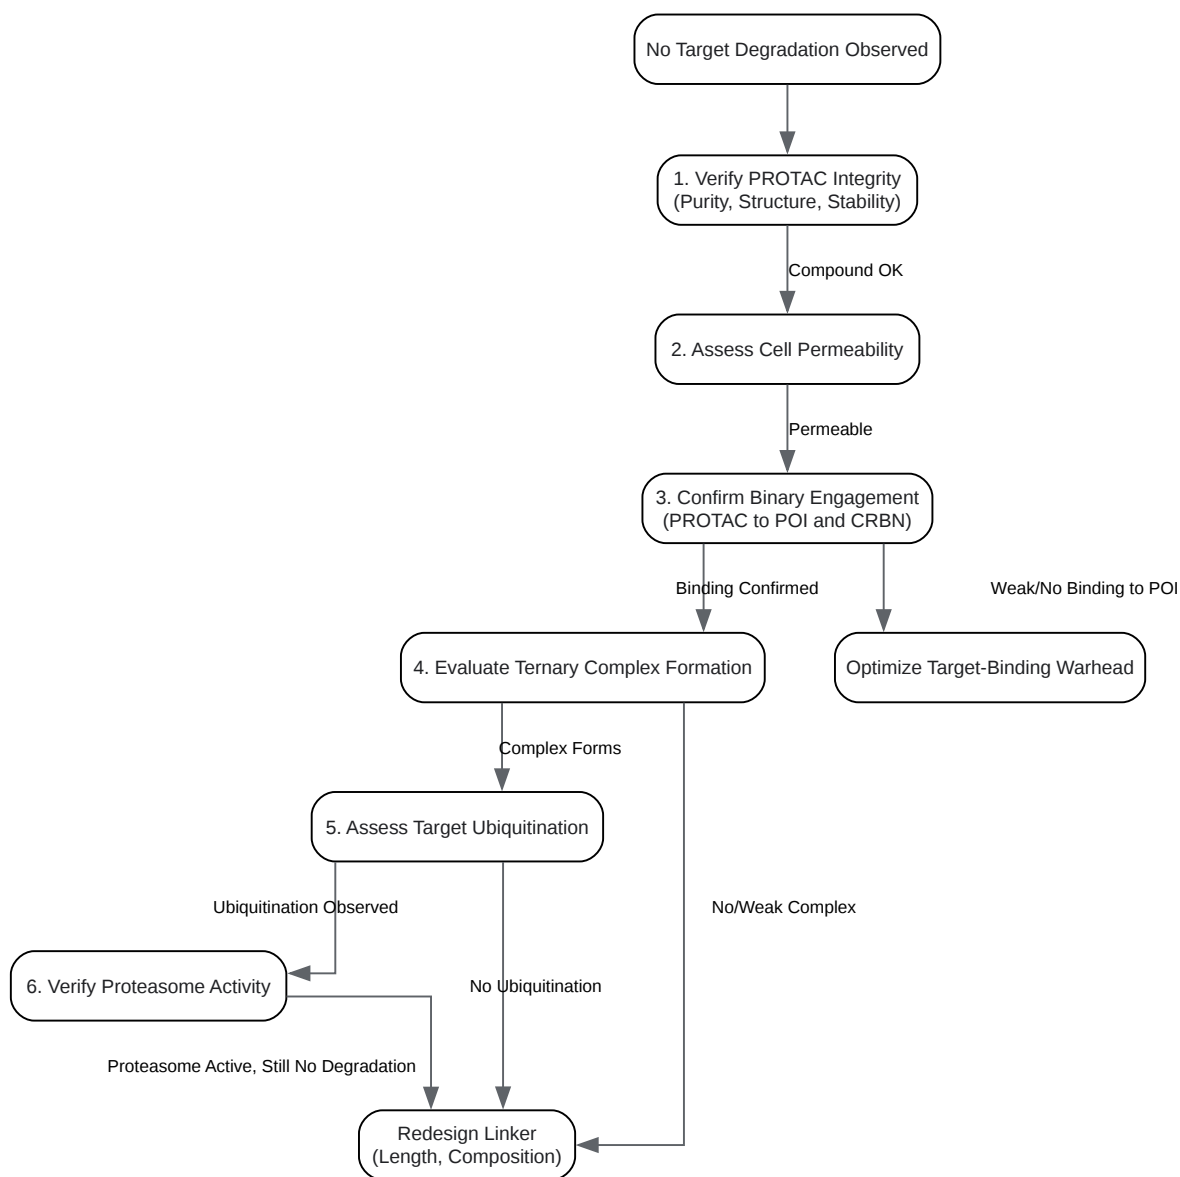 No Target Degradation Observed
1. Verify PROTAC Integrity
(Purity, Structure, Stability)
Compound OK
2. Assess Cell Permeability
Permeable
3. Confirm Binary Engagement
(PROTAC to POI and CRBN)
Binding Confirmed
Weak/No Binding to POI
4. Evaluate Ternary Complex Formation
Optimize Target-Binding Warhead
Complex Forms
5. Assess Target Ubiquitination
Ubiquitination Observed
No/Weak Complex
6. Verify Proteasome Activity
No Ubiquitination
Proteasome Active, Still No Degradation
Redesign Linker
(Length, Composition)